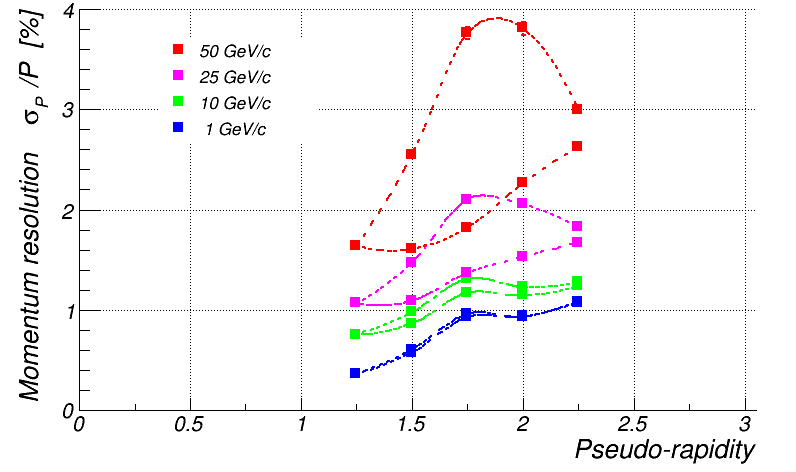 Momentum resolution σP /P [%]
4
3
2
1
0
50 GeV/c
25 GeV/c
10 GeV/c
1 GeV/c
0 0.5 1 1.5 2 2.5 3
Pseudo-rapidity